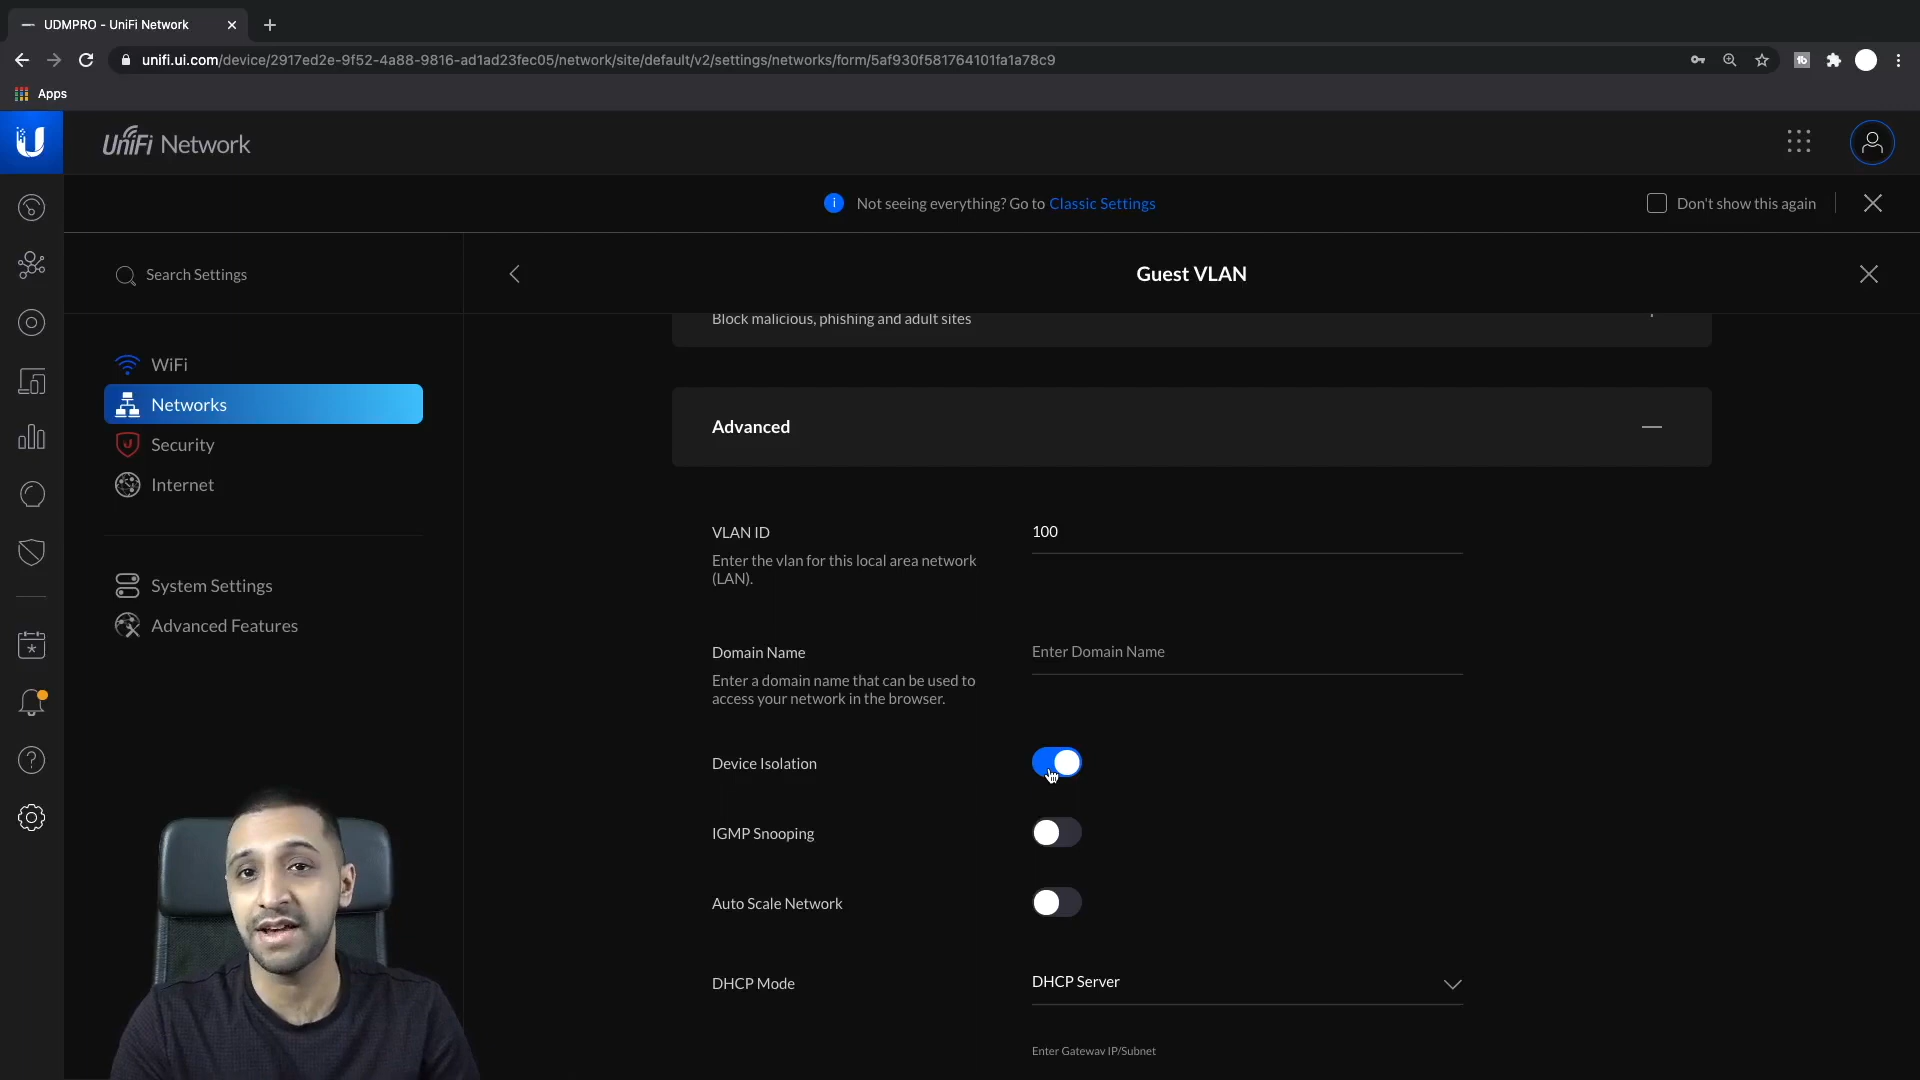 UDMPRO - UniFi Network
unifi.ui.com/device/2917ed2e-9f52-4a88-9816-ad1ad23fec05/network/site/default/v2/settings/networks/form/5af930f581764101fa1a78c9
Apps
UniFi Network
Not seeing everything? Go to Classic Settings
Don't show this again
Search Settings
Guest VLAN
Block malicious, phishing and adult sites
WiFi
Networks
Security
Internet
System Settings
Advanced Features
Advanced
VLAN ID
100
Enter the vlan for this local area network
(LAN).
Domain Name
Enter Domain Name
Enter a domain name that can be used to
access your network in the browser.
Device Isolation
IGMP Snooping
Auto Scale Network
DHCP Mode
DHCP Server
Enter Gateway IP/Subnet